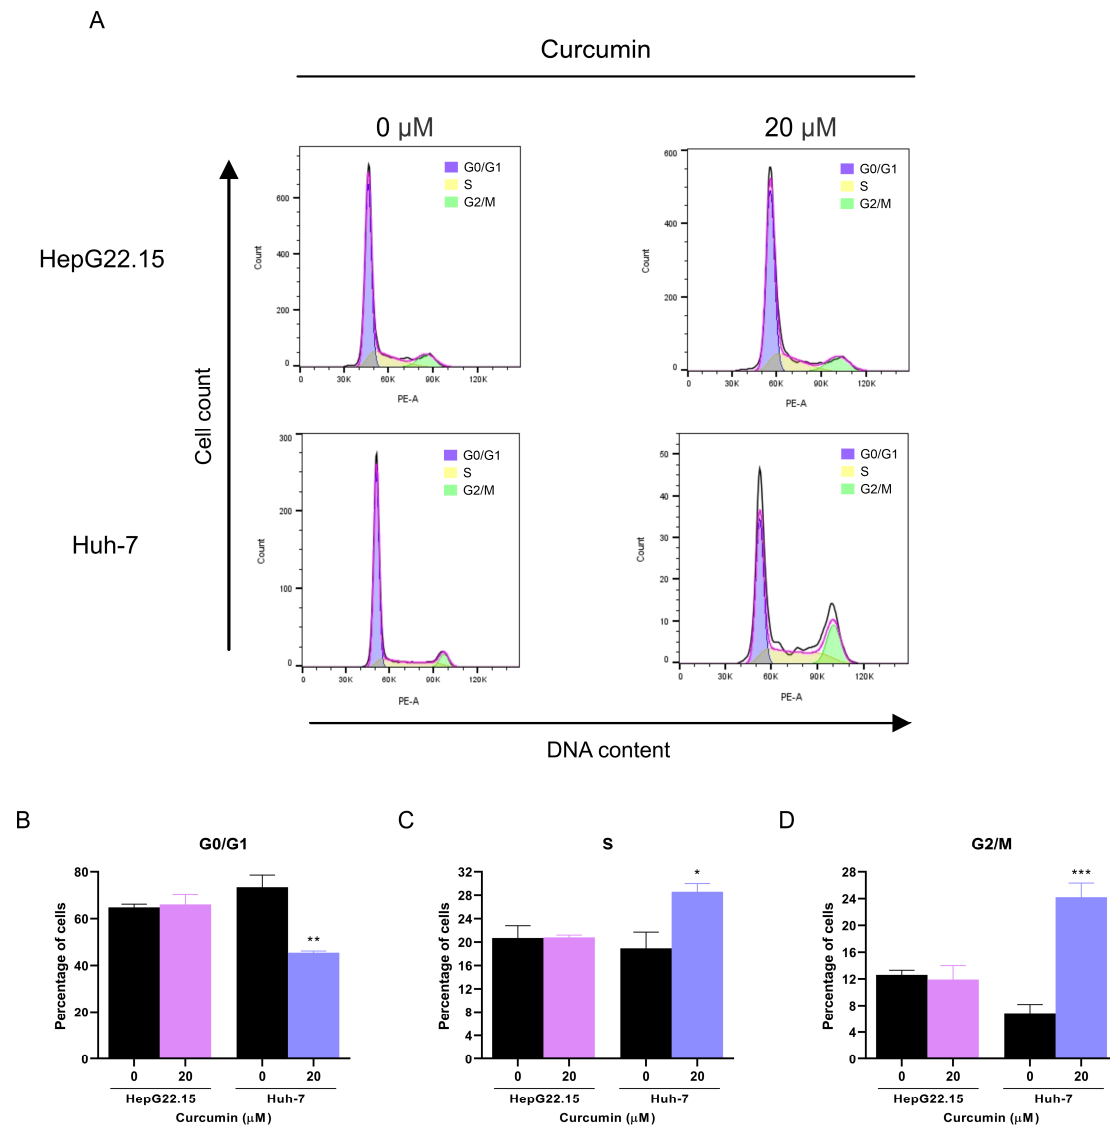 A
Curcumin
0 µM
20 µM
HepG22.15
Huh-7
Cell count
Count
600
400
200
0
0 30K 60K 90K 120K
PE-A
G0/G1
S
G2/M
Count
600
400
200
0
0 30K 60K 90K 120K
PE-A
G0/G1
S
G2/M
Count
300
200
100
0
0 30K 60K 90K 120K
PE-A
G0/G1
S
G2/M
Count
50
40
30
20
10
0
0 30K 60K 90K 120K
PE-A
G0/G1
S
G2/M
DNA content
B
G0/G1
Percentage of cells
80
60
40
20
0
**
0 20 0 20
HepG22.15 Huh-7
Curcumin (µM)
C
S
Percentage of cells
32
28
24
20
16
12
8
4
0
*
0 20 0 20
HepG22.15 Huh-7
Curcumin (µM)
D
G2/M
Percentage of cells
28
24
20
16
12
8
4
0
***
0 20 0 20
HepG22.15 Huh-7
Curcumin (µM)